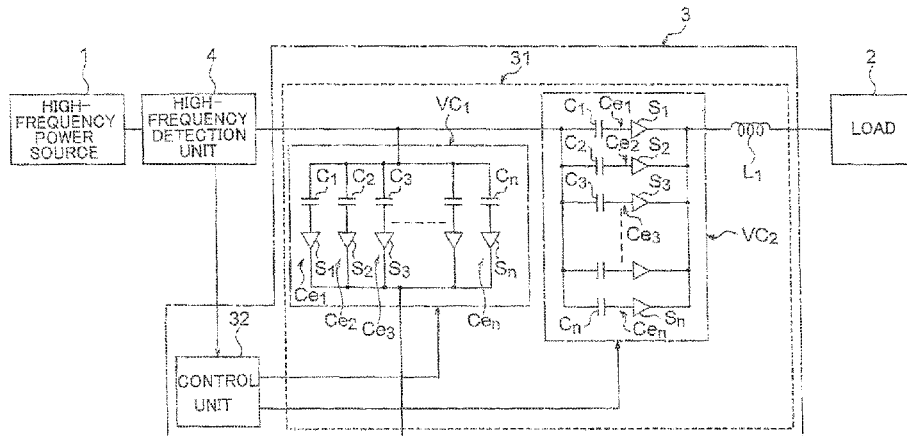 3
1
4
31
2
HIGH-
FREQUENCY
POWER
SOURCE
HIGH-
FREQUENCY
DETECTION
UNIT
VC1
C1
Ce1
S1
LOAD
C2
Ce2
S2
L1
C1
C2
C3
Cn
C3
S3
Ce3
VC2
S1
S2
S3
Sn
Ce1
Ce2
Ce3
Cen
Cn
Cen
Sn
32
CONTROL
UNIT